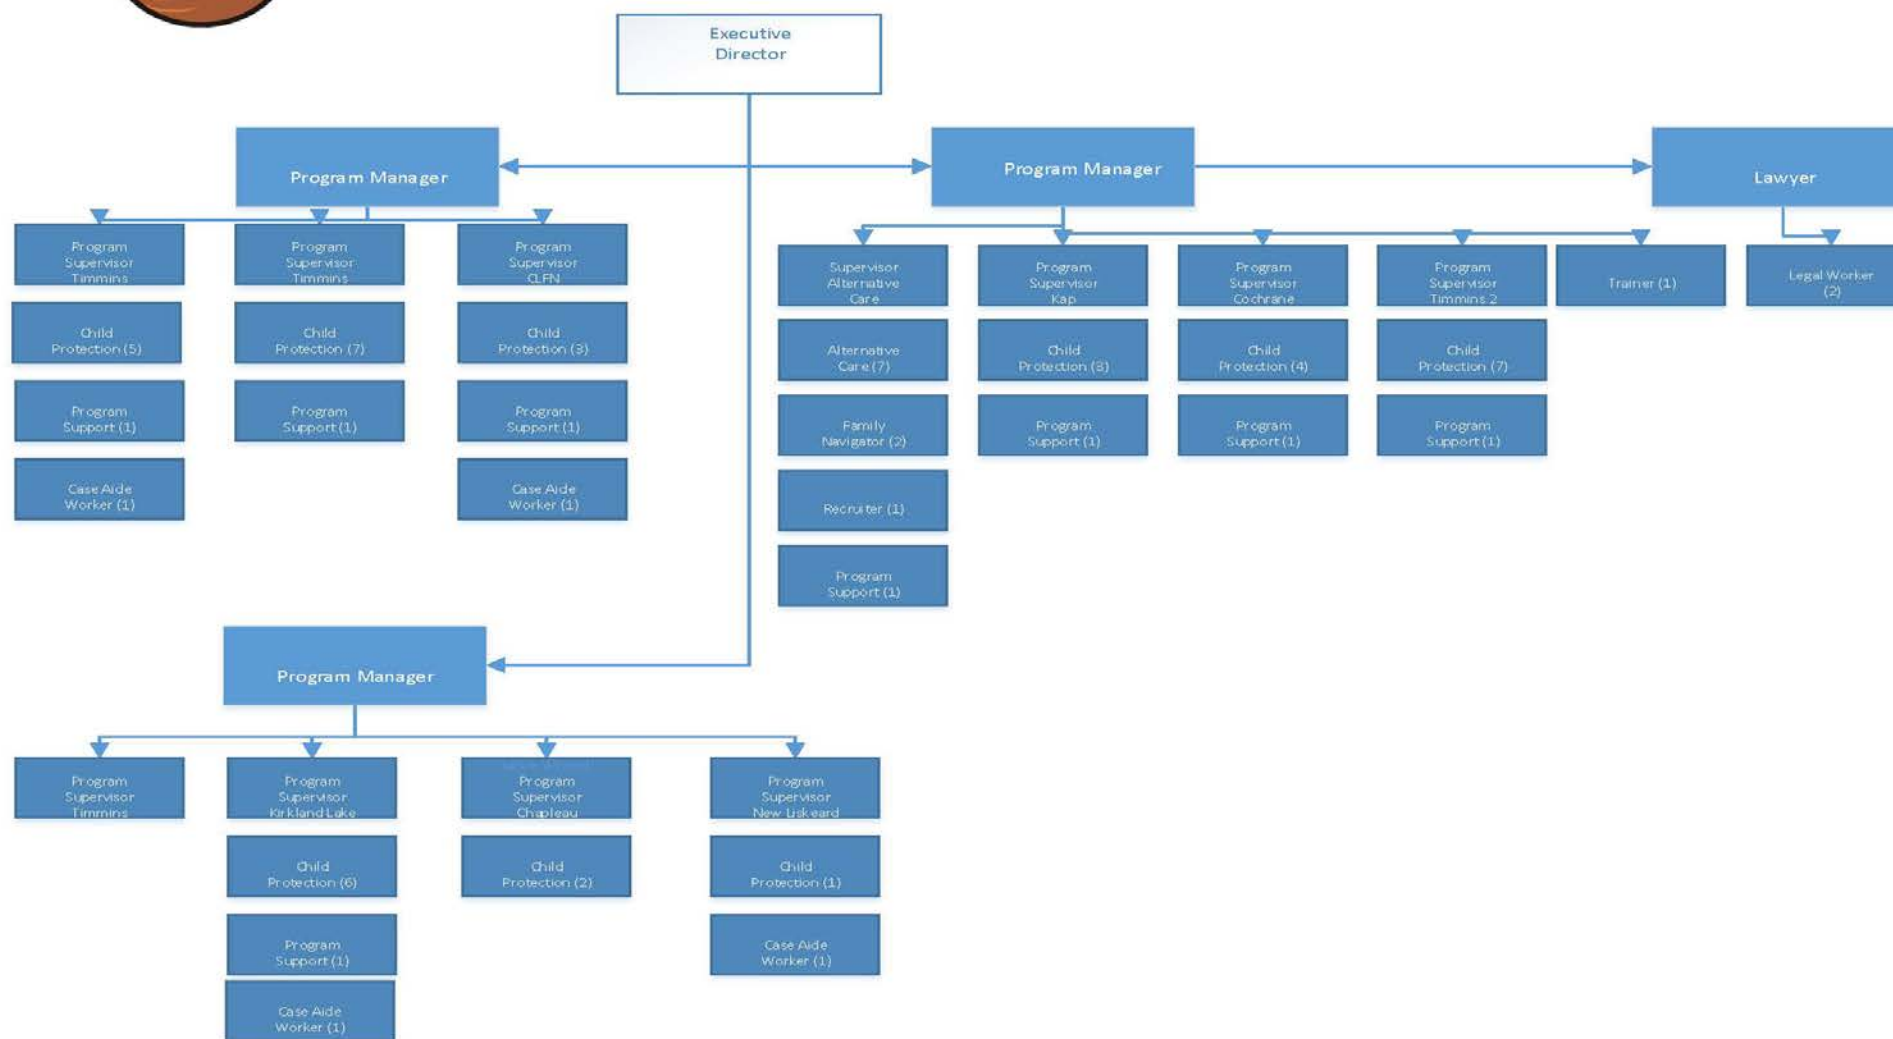 Executive
Director
Program Manager
Program Manager
Lawyer
Program
Supervisor
Timmins
Program
Supervisor
Timmins
Program
Supervisor
CLFN
Child
Protection (5)
Child
Protection (7)
Child
Protection (3)
Program
Support (1)
Program
Support (1)
Program
Support (1)
Case Aide
Worker (1)
Case Aide
Worker (1)
Supervisor
Alternative
Care
Program
Supervisor
Kap
Program
Supervisor
Cochrane
Program
Supervisor
Timmins 2
Trainer (1)
Legal Worker
(2)
Alternative
Care (7)
Child
Protection (3)
Child
Protection (4)
Child
Protection (7)
Family
Navigator (2)
Program
Support (1)
Program
Support (1)
Program
Support (1)
Recruiter (1)
Program
Support (1)
Program Manager
Program
Supervisor
Timmins
Program
Supervisor
Kirkland Lake
Program
Supervisor
Chapleau
Program
Supervisor
New Liskeard
Child
Protection (6)
Child
Protection (2)
Child
Protection (1)
Program
Support (1)
Case Aide
Worker (1)
Case Aide
Worker (1)